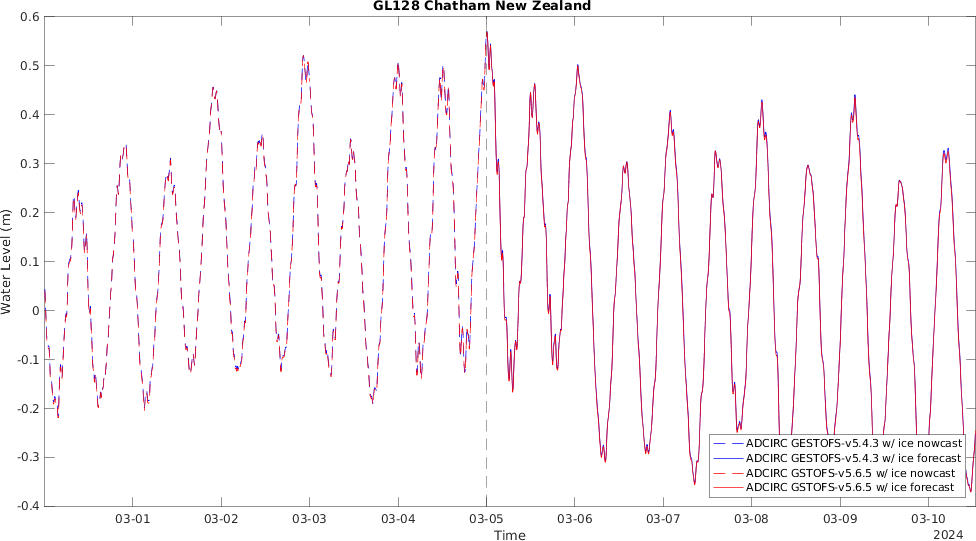 GL128 Chatham New Zealand
0.6
0.5
0.4
0.3
0.2
0.1
0
-0.1
-0.2
-0.3
-0.4
Water Level (m)
ADCIRC GESTOFS-v5.4.3 w/ ice nowcast
ADCIRC GESTOFS-v5.4.3 w/ ice forecast
ADCIRC GSTOFS-v5.6.5 w/ ice nowcast
ADCIRC GSTOFS-v5.6.5 w/ ice forecast
03-01 03-02 03-03 03-04 03-05 03-06 03-07 03-08 03-09 03-10
Time
2024